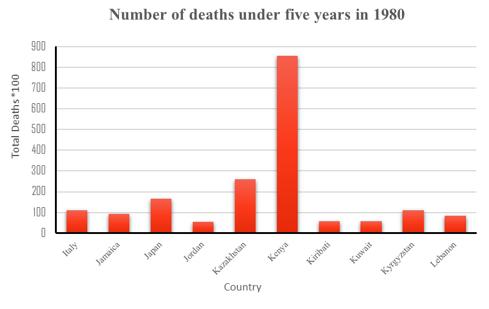 Number of deaths under five years in 1980
Total Deaths *100
900
800
700
600
500
400
300
200
100
0
Italy
Jamaica
Japan
Jordan
Kazakhstan
Kenya
Kiribati
Kuwait
Kyrgyzatan
Lebanon
Country